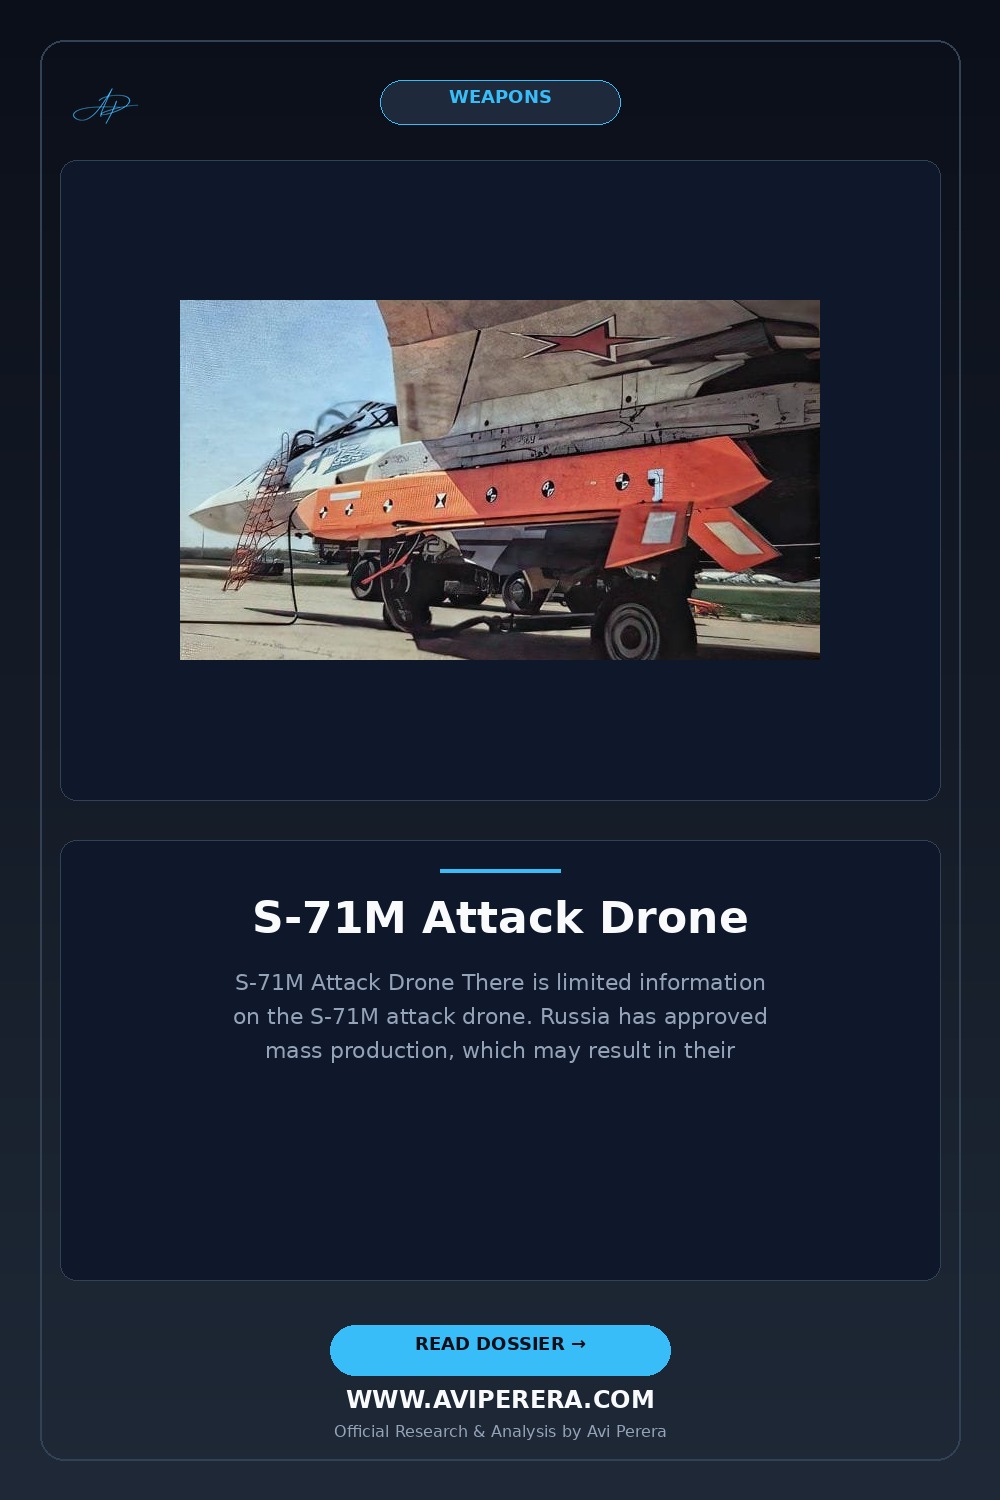 WEAPONS
S-71M Attack Drone
S-71M Attack Drone There is limited information
on the S-71M attack drone. Russia has approved
mass production, which may result in their
READ DOSSIER →
WWW.AVIPERERA.COM
Official Research & Analysis by Avi Perera